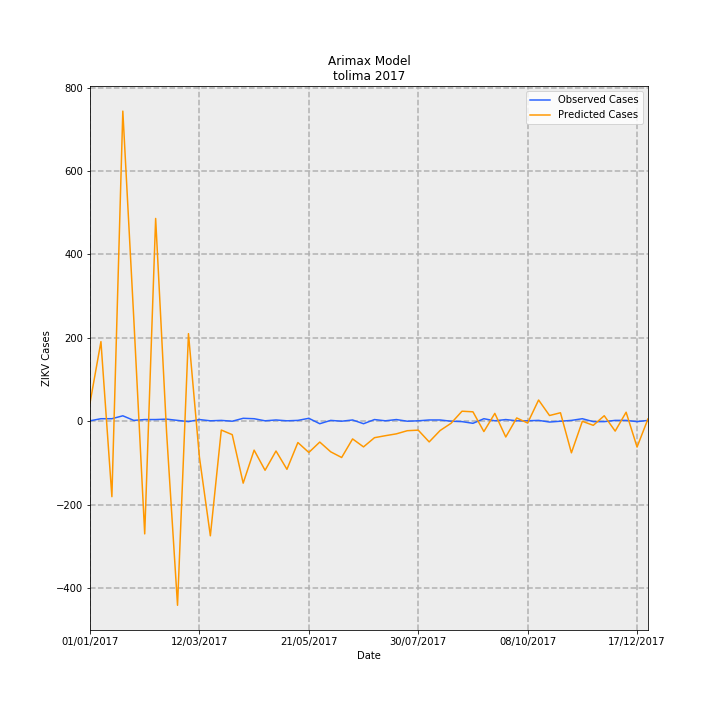 Arimax Model
tolima 2017
Observed Cases
Predicted Cases
800
600
400
200
0
−200
−400
ZIKV Cases
01/01/2017 12/03/2017 21/05/2017 30/07/2017 08/10/2017 17/12/2017
Date